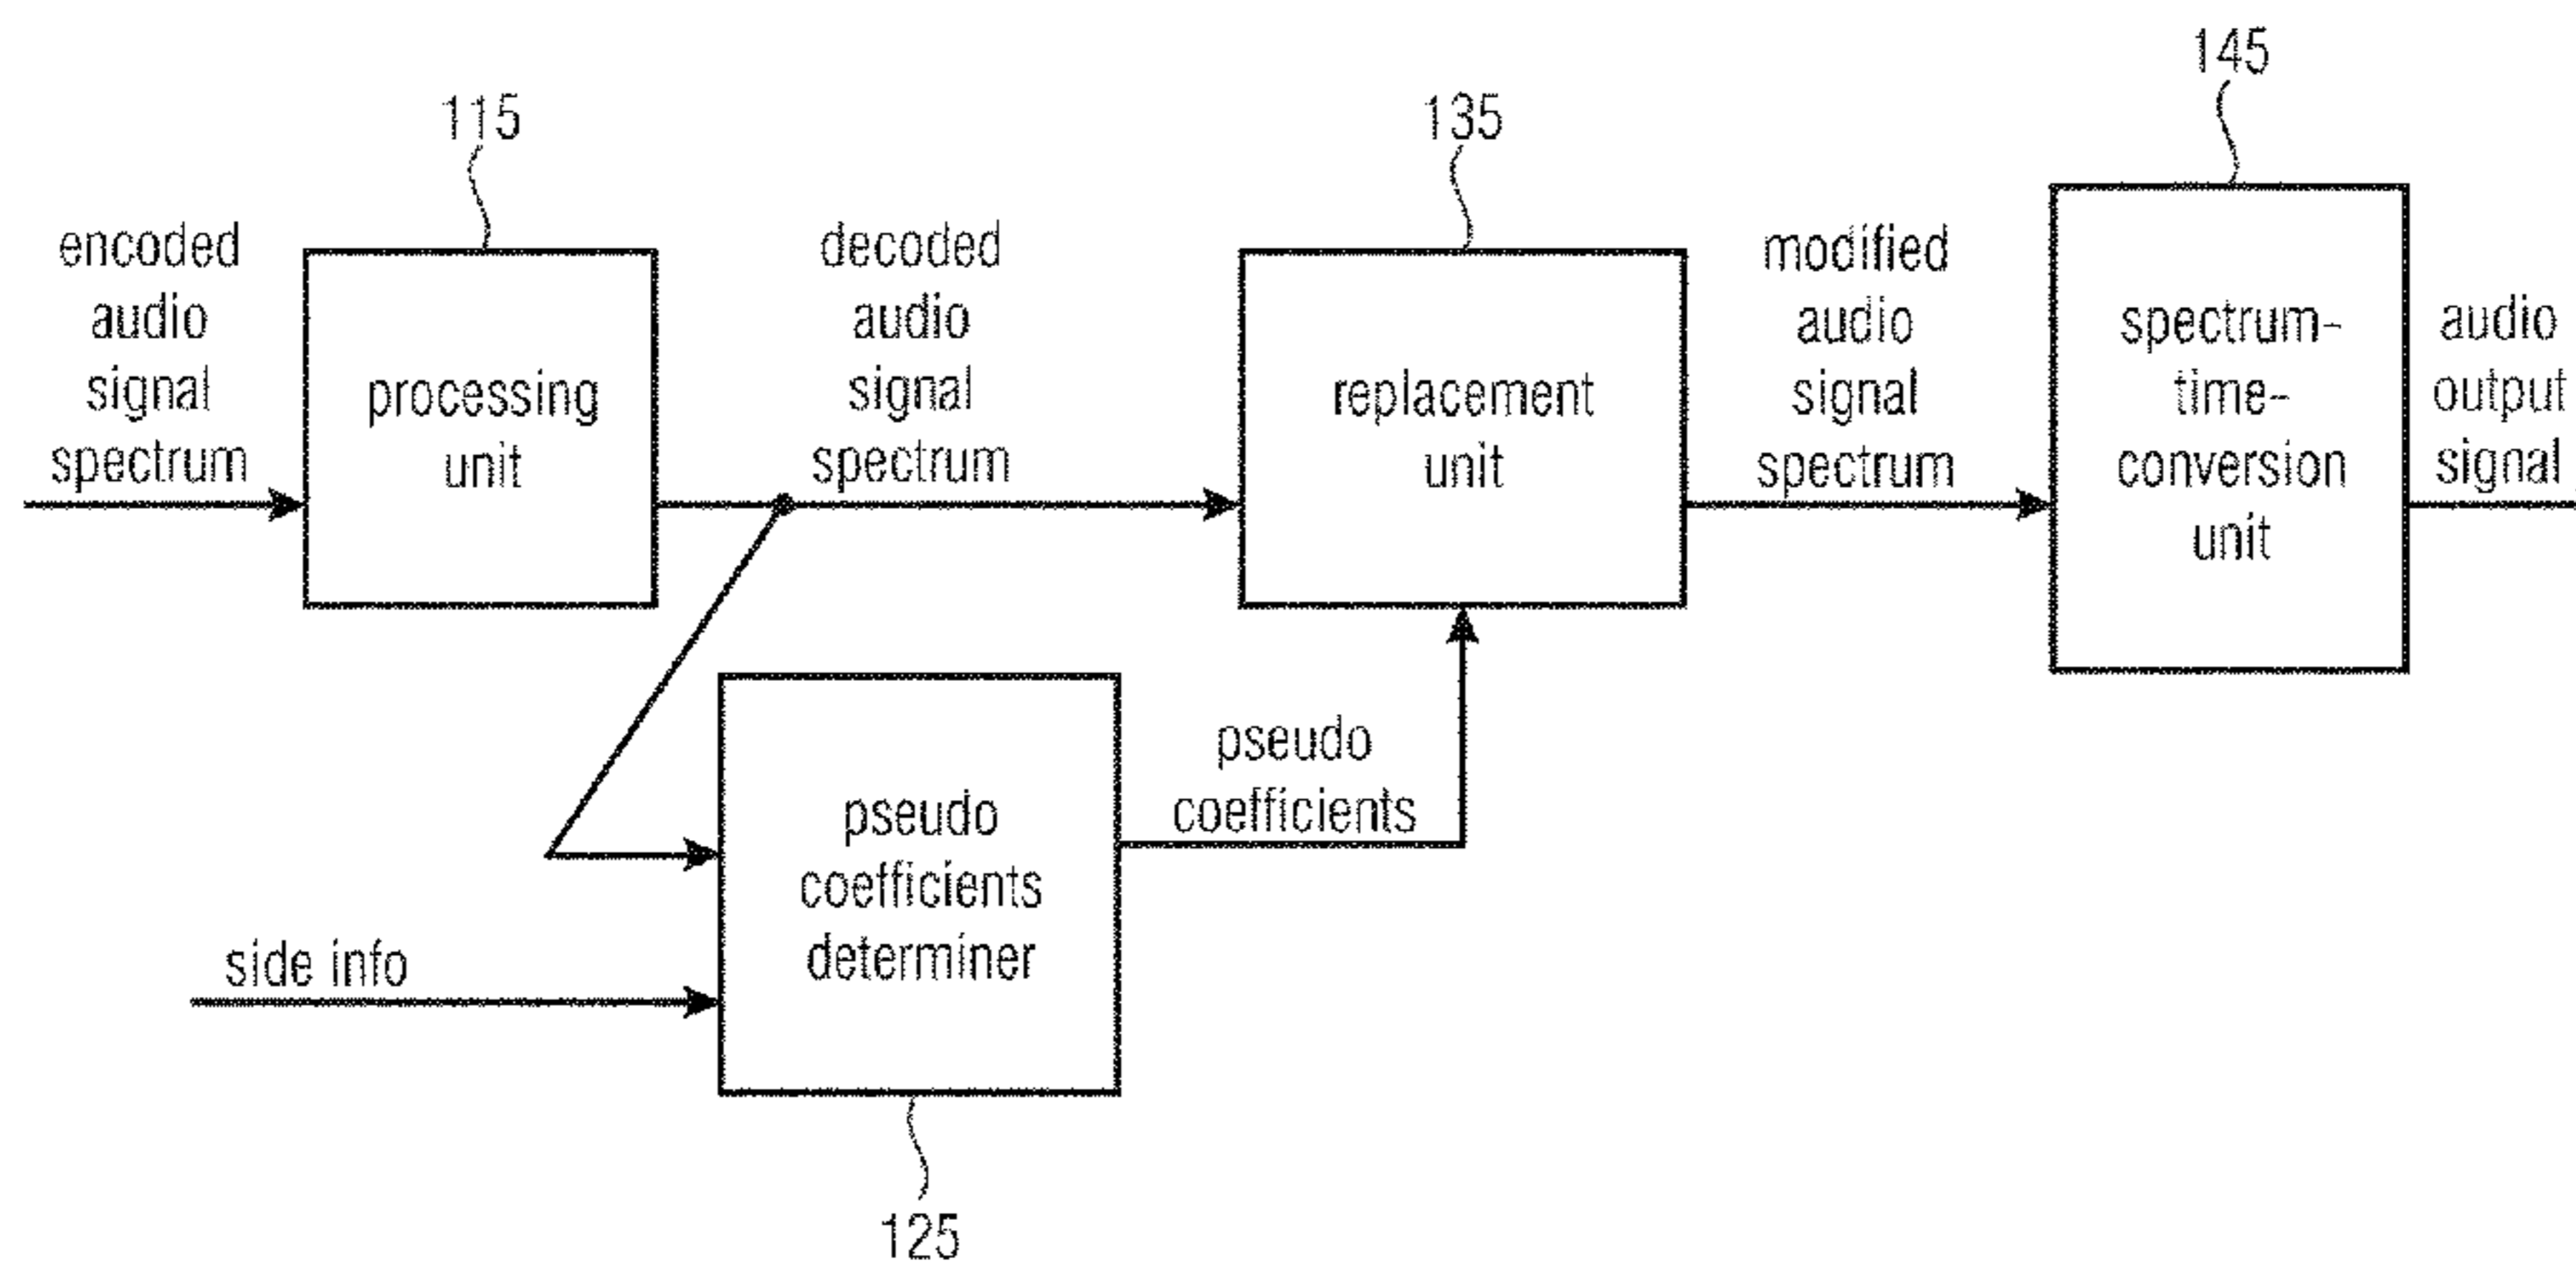 145
115
135
encoded
audio
signal
spectrum
processing
unit
decoded
audio
signal
spectrum
replacement
unit
modified
audio
signal
spectrum
spectrum-
time-
conversion
unit
audio
output
signal
pseudo
coefficients
determiner
pseudo
coefficients
side info
125